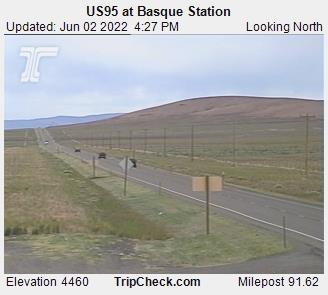 US95 at Basque Station
Updated: Jun 02 2022 4:27 PM Looking North
Elevation 4460 TripCheck.com Milepost 91.62